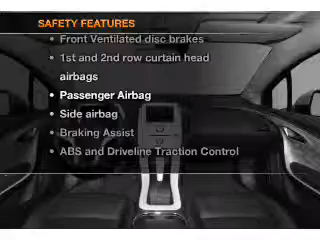 SAFETY FEATURES
• Front Ventilated disc brakes
• 1st and 2nd row curtain head
airbags
• Passenger Airbag
• Side airbag
• Braking Assist
• ABS and Driveline Traction Control